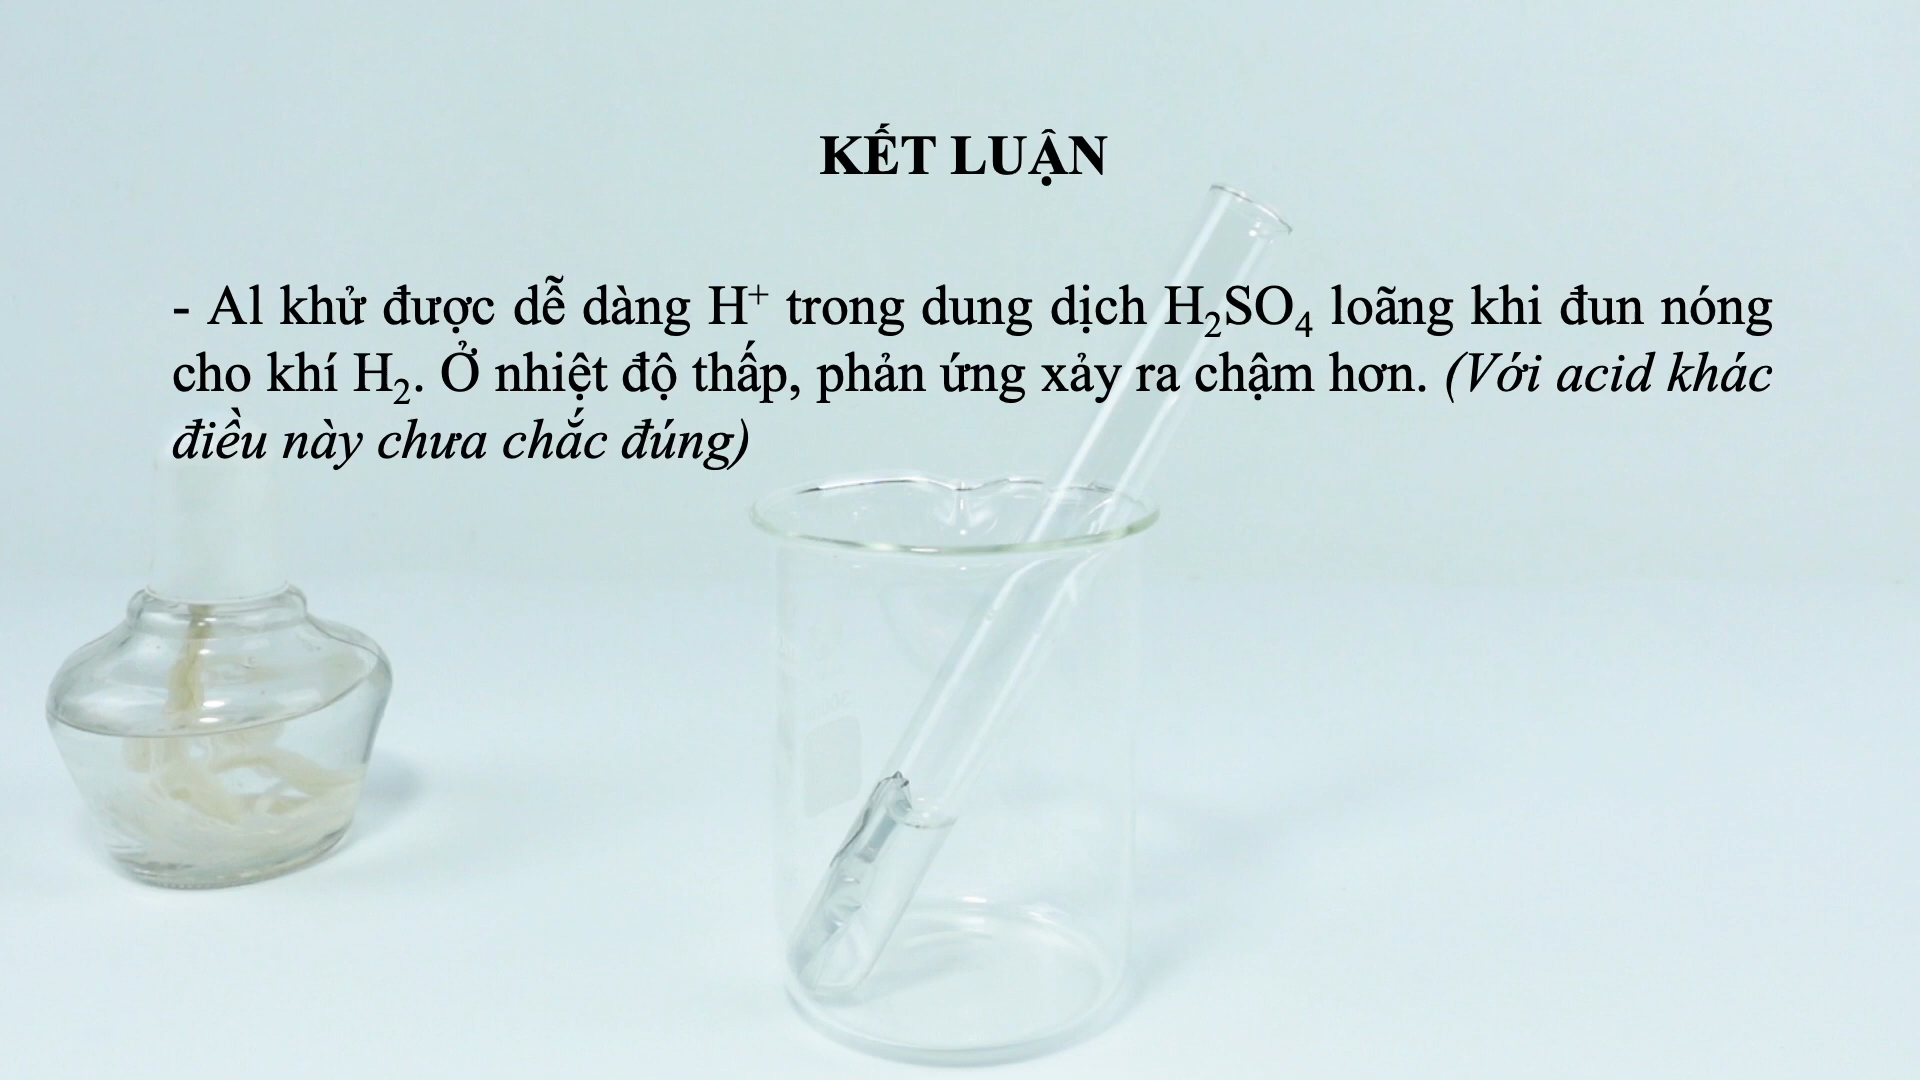 KẾT LUẬN
- Al khử được dễ dàng H⁺ trong dung dịch H₂SO₄ loãng khi đun nóng
cho khí H₂. Ở nhiệt độ thấp, phản ứng xảy ra chậm hơn. (Với acid khác
điều này chưa chắc đúng)